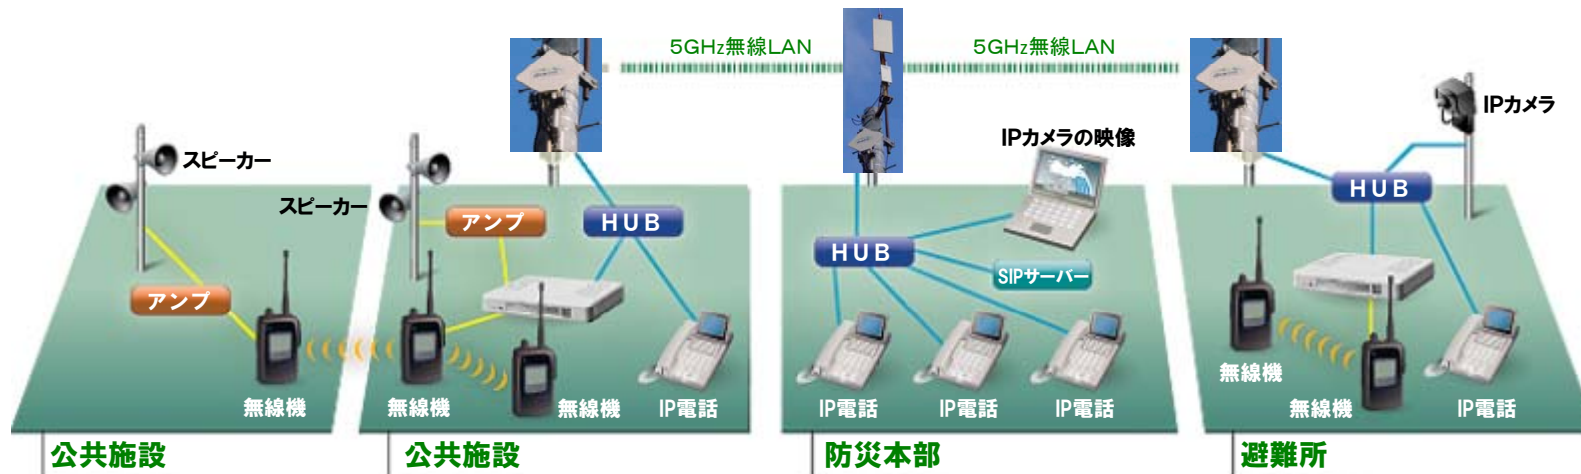 5GHz無線LAN
5GHz無線LAN
スピーカー
スピーカー
アンプ
アンプ
HUB
無線機
無線機
無線機
IP電話
公共施設
公共施設
IPカメラの映像
HUB
SIPサーバー
IP電話
IP電話
IP電話
防災本部
IPカメラ
HUB
無線機
無線機
IP電話
避難所